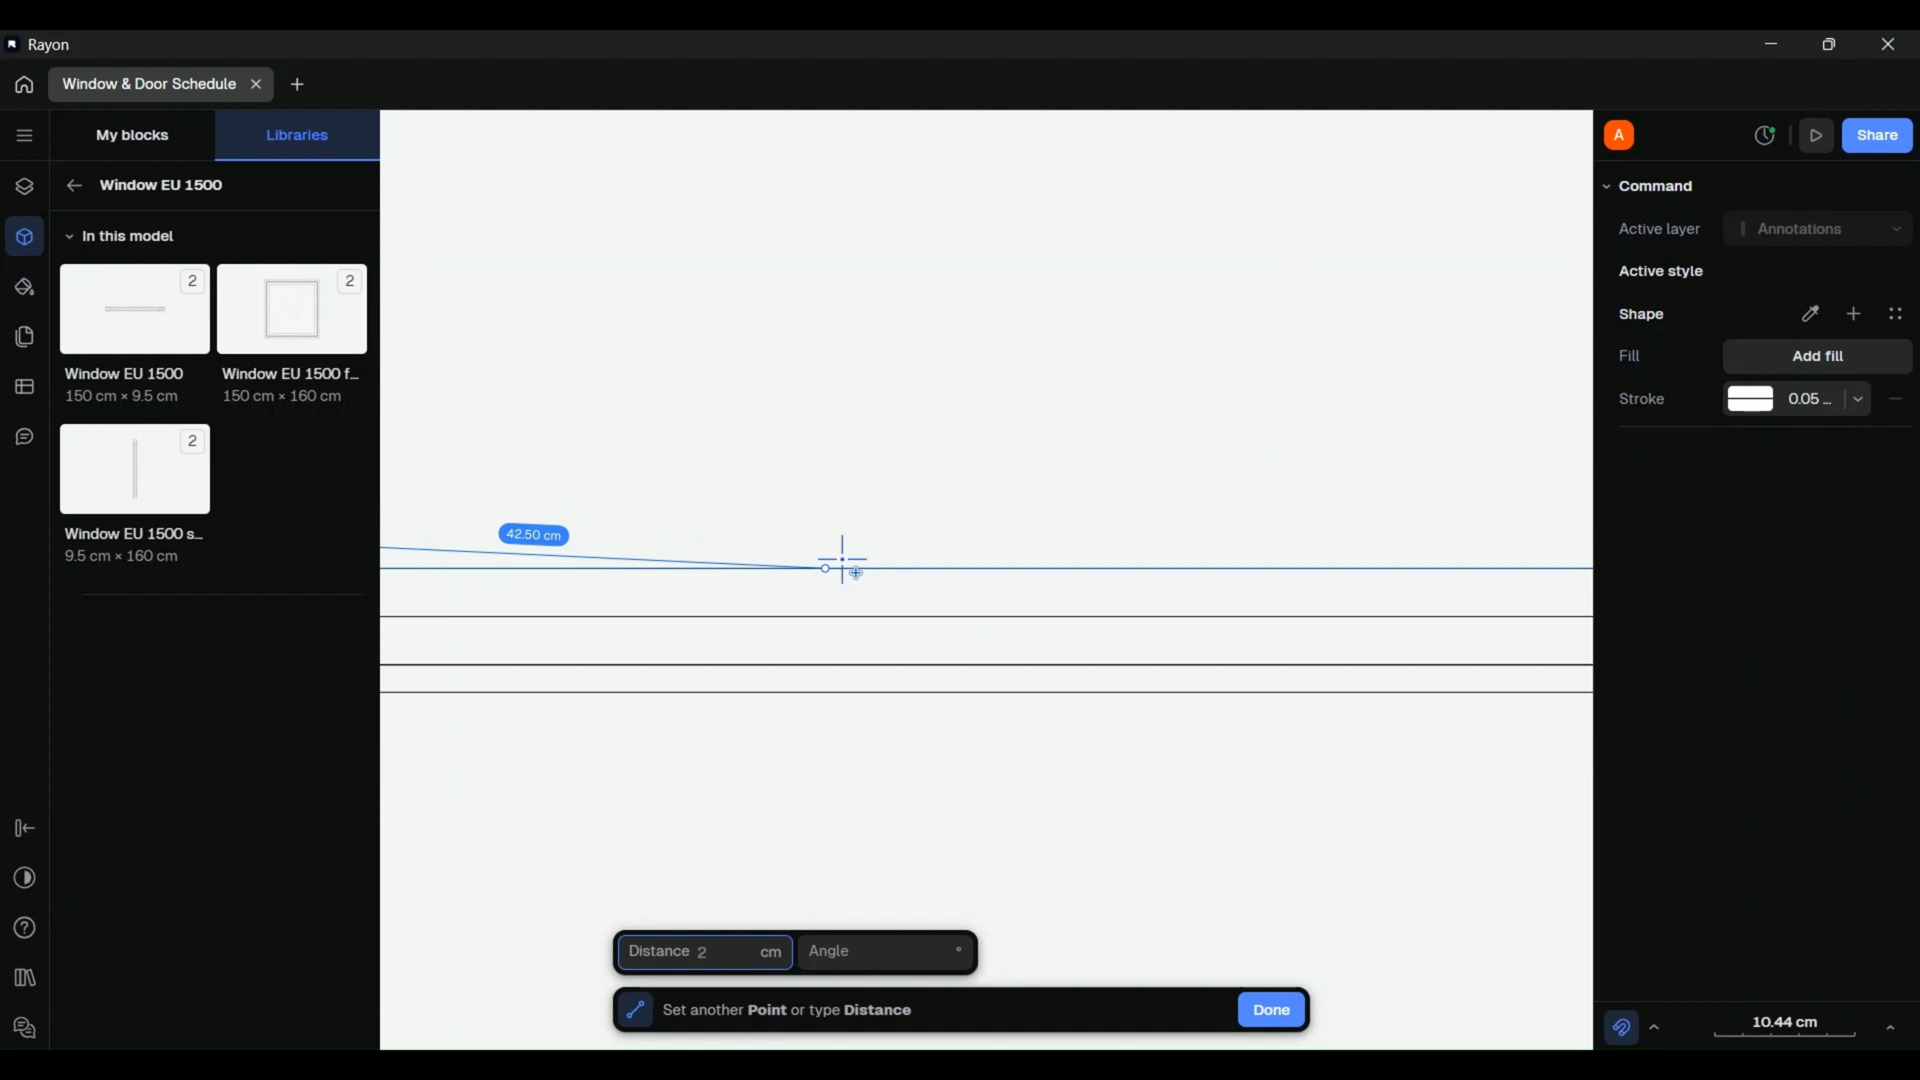 Rayon
Window & Door Schedule
My blocks
Libraries
Window EU 1500
In this model
2
2
Window EU 1500
150 cm × 9.5 cm
Window EU 1500 f...
150 cm × 160 cm
2
Window EU 1500 s...
9.5 cm × 160 cm
42.50 cm
Distance 2 cm
Angle °
Set another Point or type Distance
Done
A
Share
Command
Active layer
Annotations
Active style
Shape
Fill
Add fill
Stroke
0.05 ...
10.44 cm